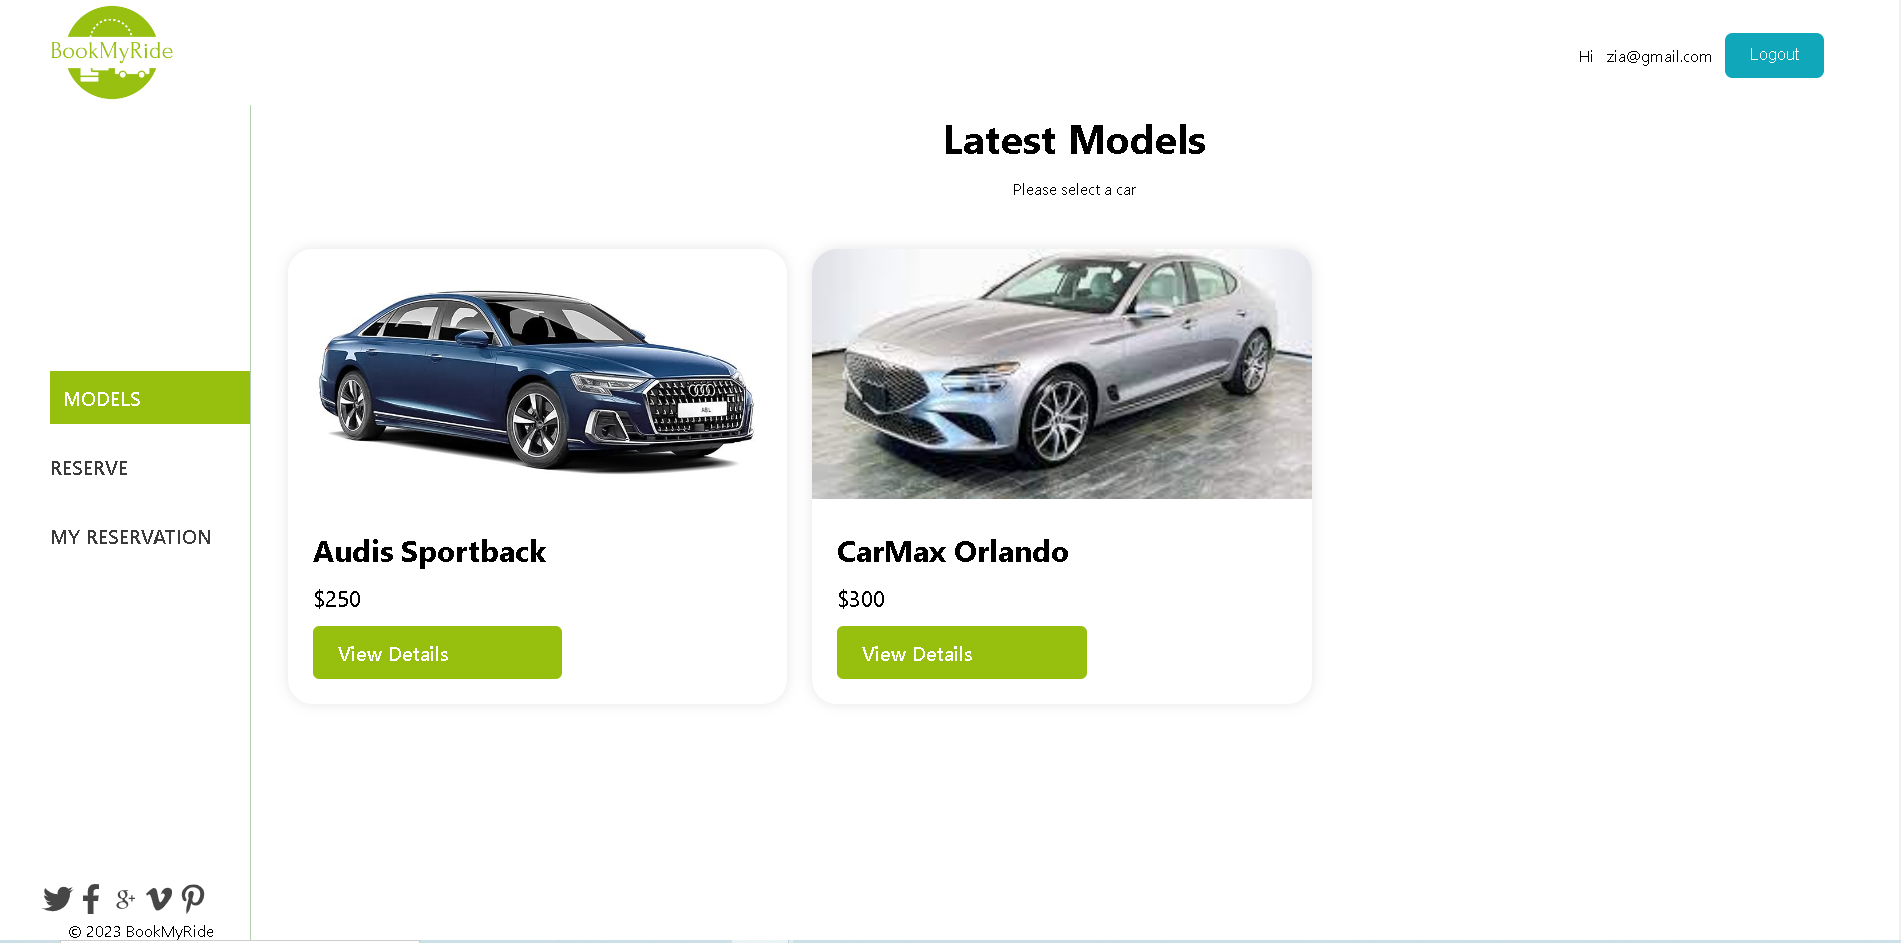 BookMyRide
Hi zia@gmail.com
Logout
Latest Models
Please select a car
MODELS
RESERVE
MY RESERVATION
Audis Sportback
$250
View Details
CarMax Orlando
$300
View Details
© 2023 BookMyRide